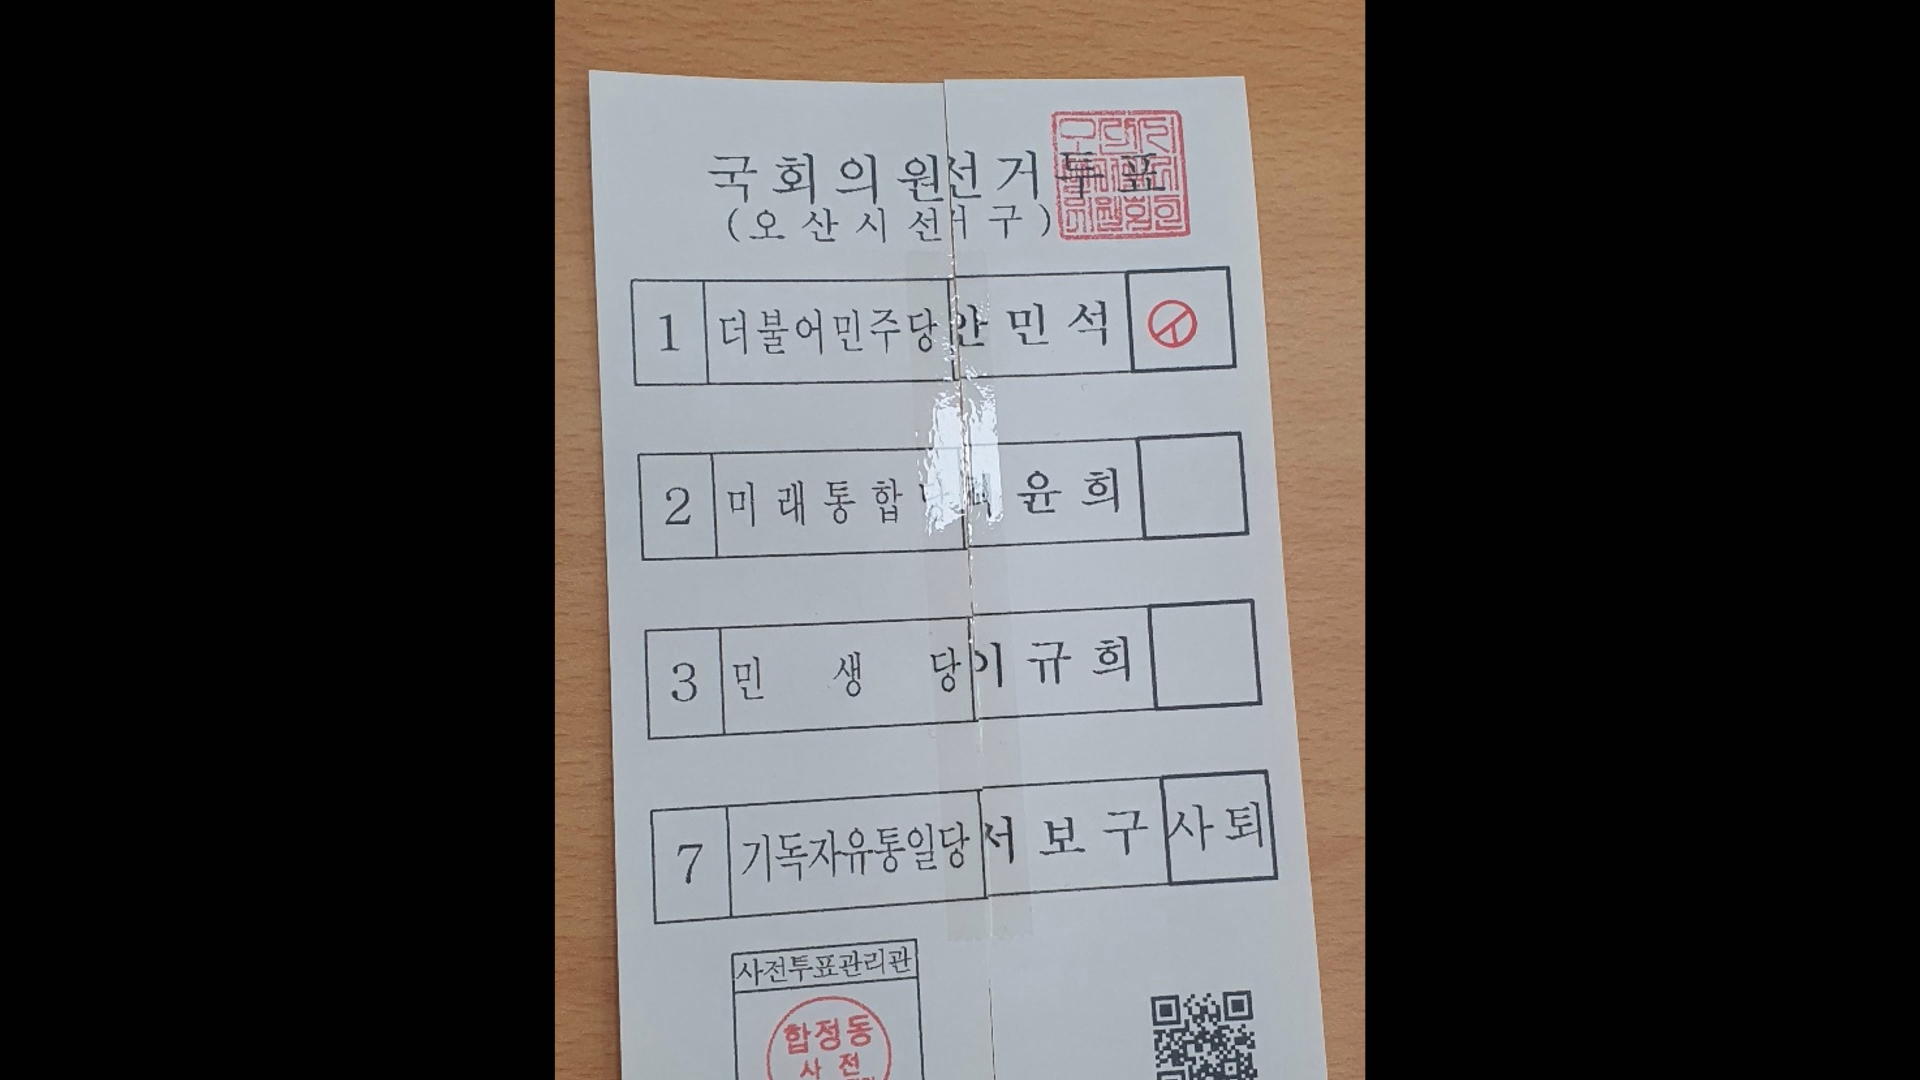 국회의원선거투표
(오산시선거구)
1 더불어민주당 안민석
2 미래통합당 윤희
3 민생당 이규희
7 기독자유통일당 서보구 사퇴
사전투표관리관
합정동
사전